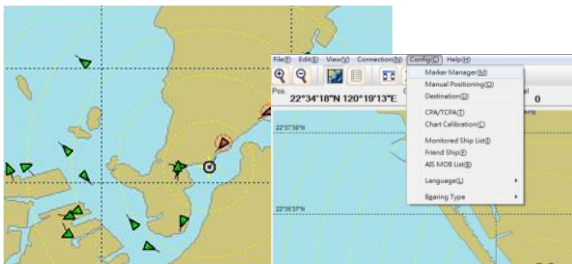 File(F) Edit(E) View(V) Connection(N) Config(C) Help(H)
Pos
22°34'18"N 120°19'13"E
0
Marker Manager(M)
Manual Positioning(O)
Destination(D)
CPA/TCPA(T)
Chart Calibration(C)
Monitored Ship List(I)
Friend Ship(F)
AIS MOB List(B)
Language(L)
Bearing Type
22°37'38"N
22°35'37"N